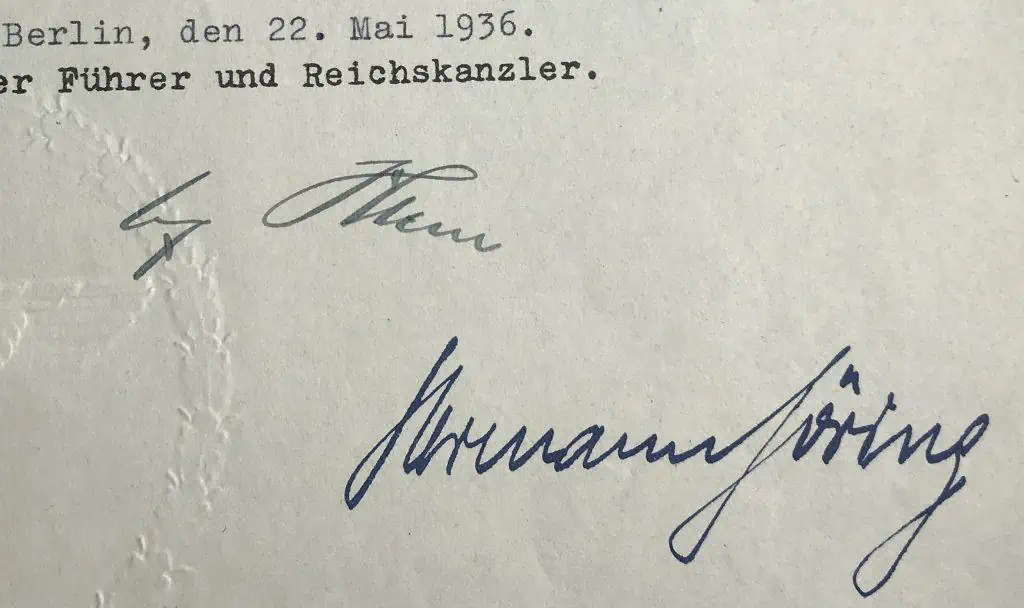 Berlin, den 22. Mai 1936.
er Führer und Reichskanzler.
Hermann Göring